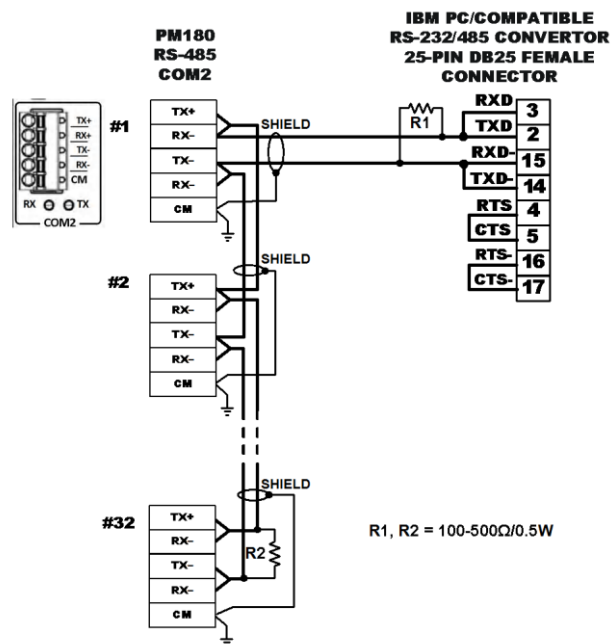 IBM PC/COMPATIBLE
RS-232/485 CONVERTOR
25-PIN DB25 FEMALE
CONNECTOR
PM180
RS-485
COM2
#1
TX+
RX+
TX-
RX-
CM
RX
TX
COM2
TX+
RX–
TX–
RX–
CM
SHIELD
R1
RXD
3
TXD
2
RXD-
15
TXD-
14
RTS
4
CTS
5
RTS-
16
CTS-
17
#2
SHIELD
TX+
RX–
TX–
RX–
CM
#32
SHIELD
TX+
RX–
TX–
RX–
CM
R2
R1, R2 = 100-500Ω/0.5W